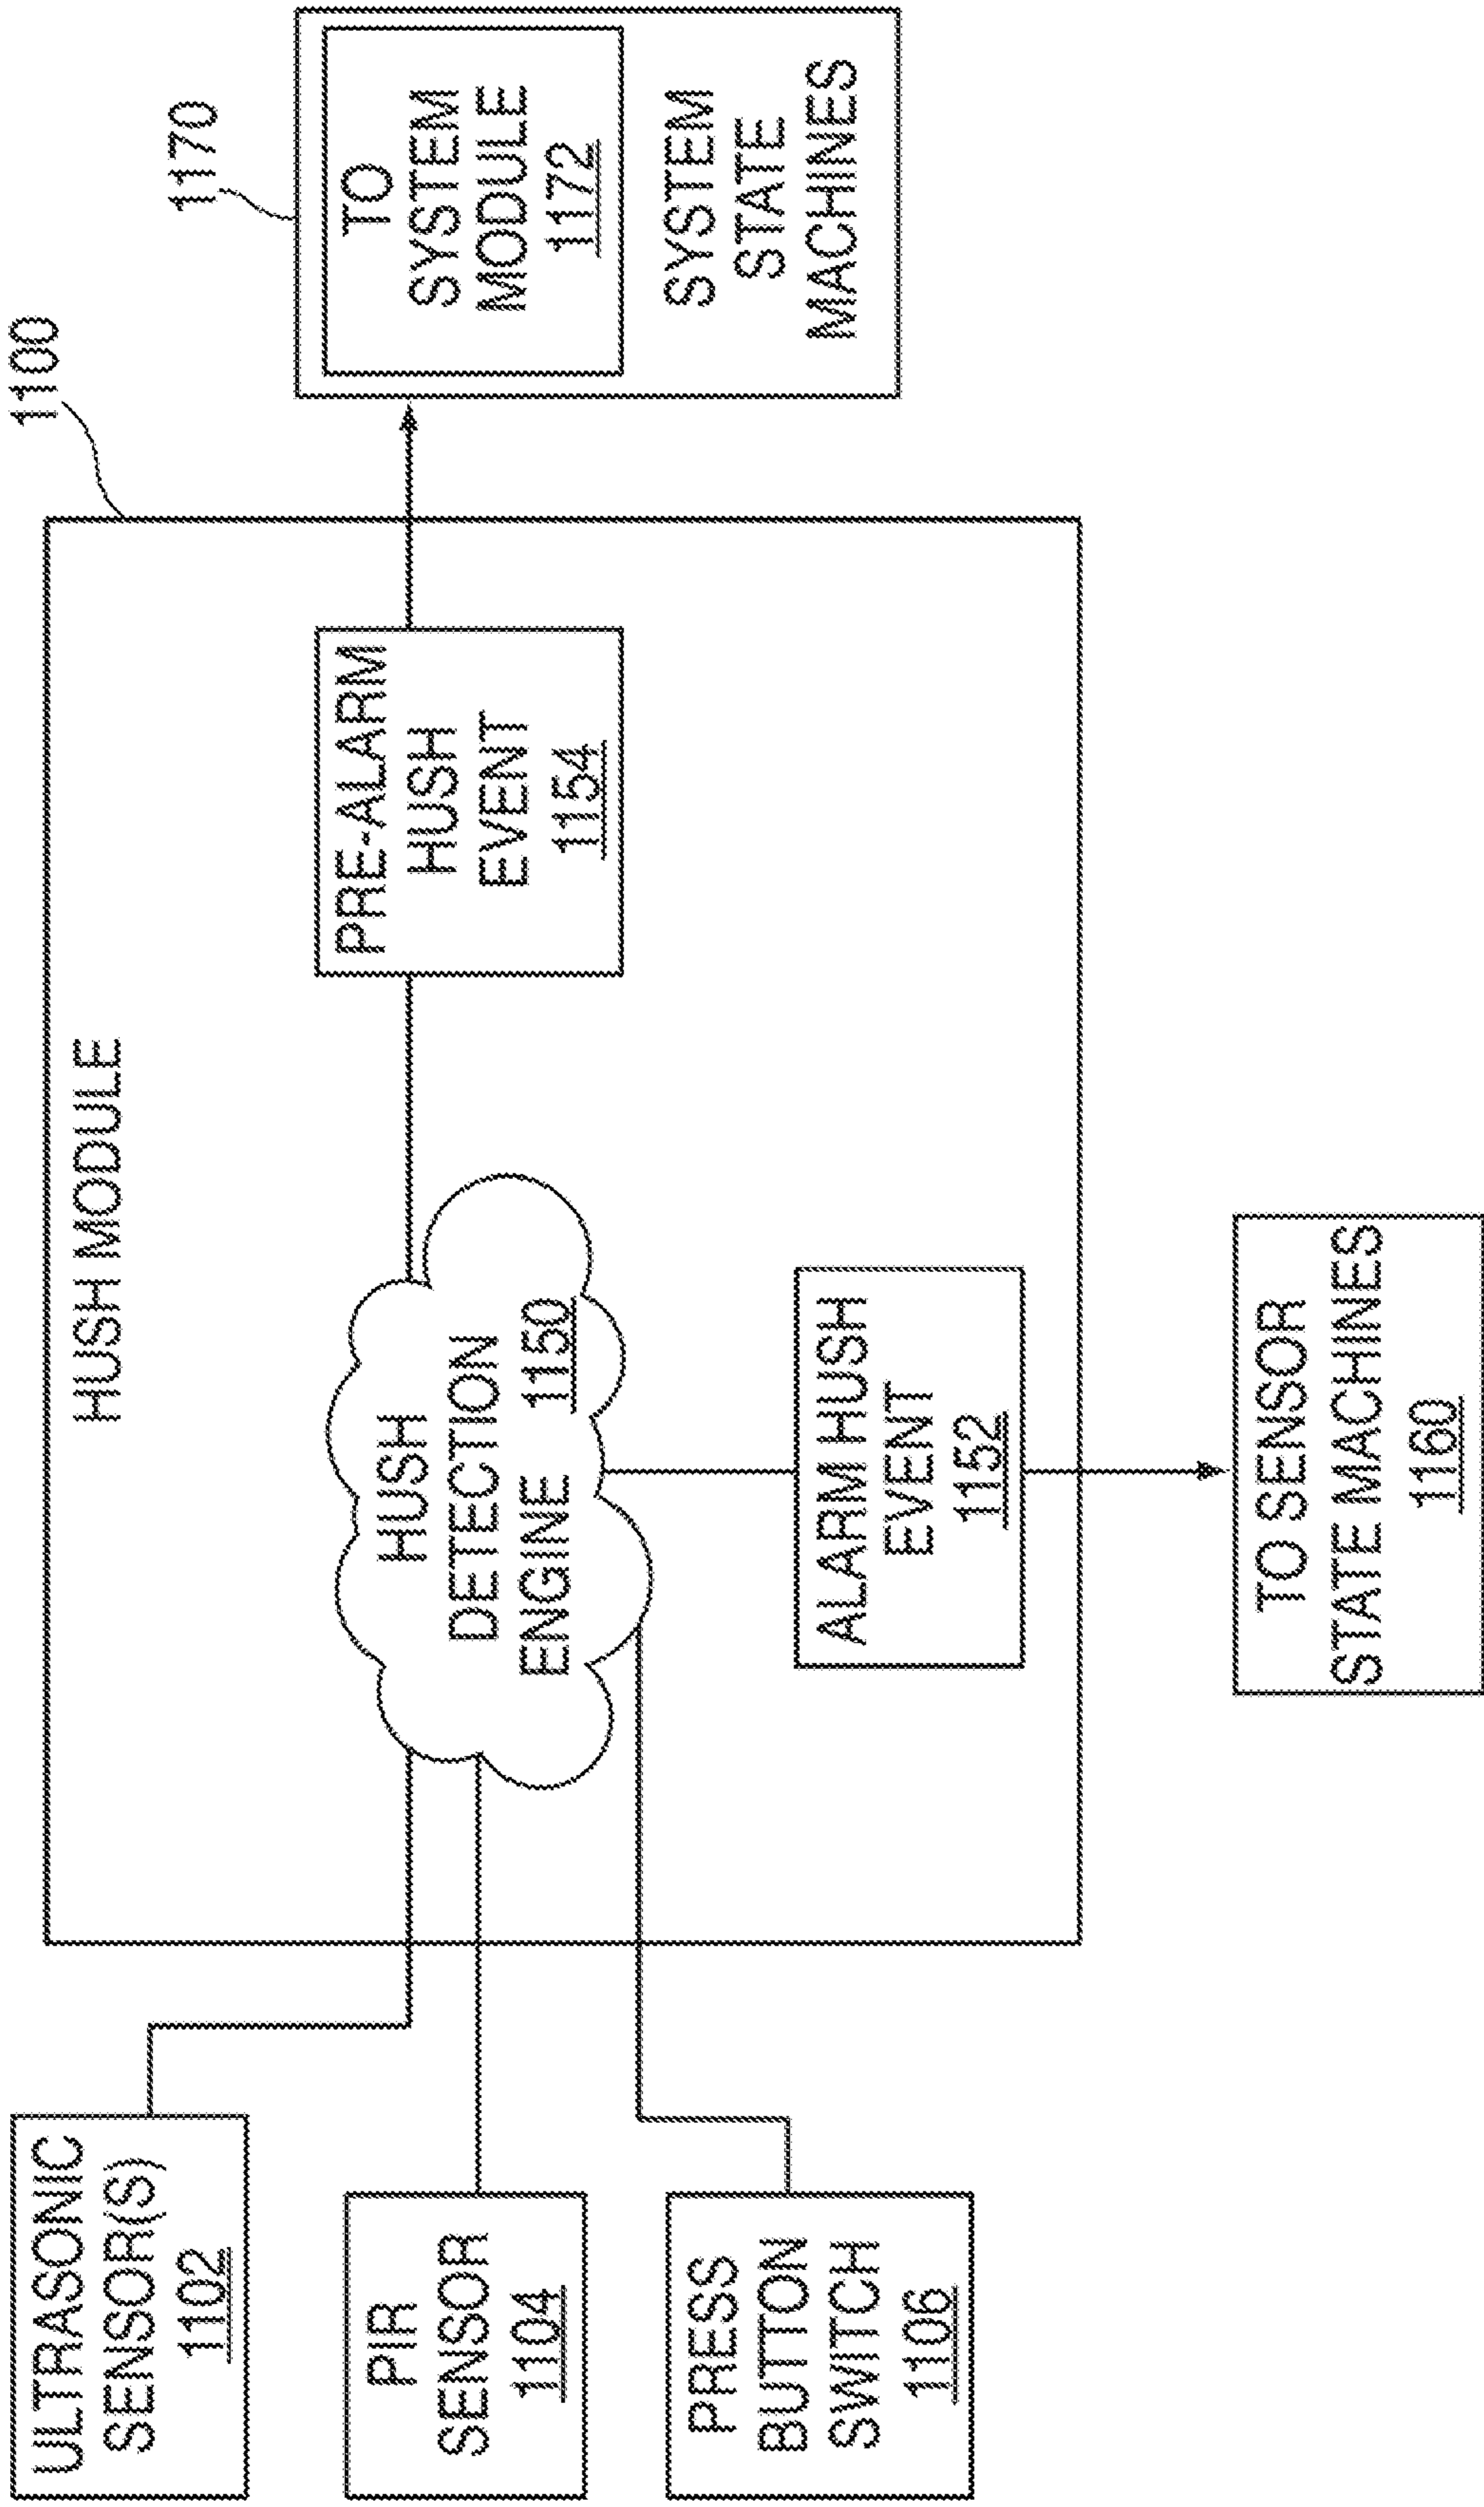 1100
HUSH MODULE
ULTRASONIC
SENSOR(S)
1102
PIR
SENSOR
1104
PRESS
BUTTON
SWITCH
1106
HUSH
DETECTION
ENGINE 1150
PRE-ALARM
HUSH
EVENT
1154
ALARM HUSH
EVENT
1152
TO SENSOR
STATE MACHINES
1160
1170
TO
SYSTEM
MODULE
1172
SYSTEM
STATE
MACHINES